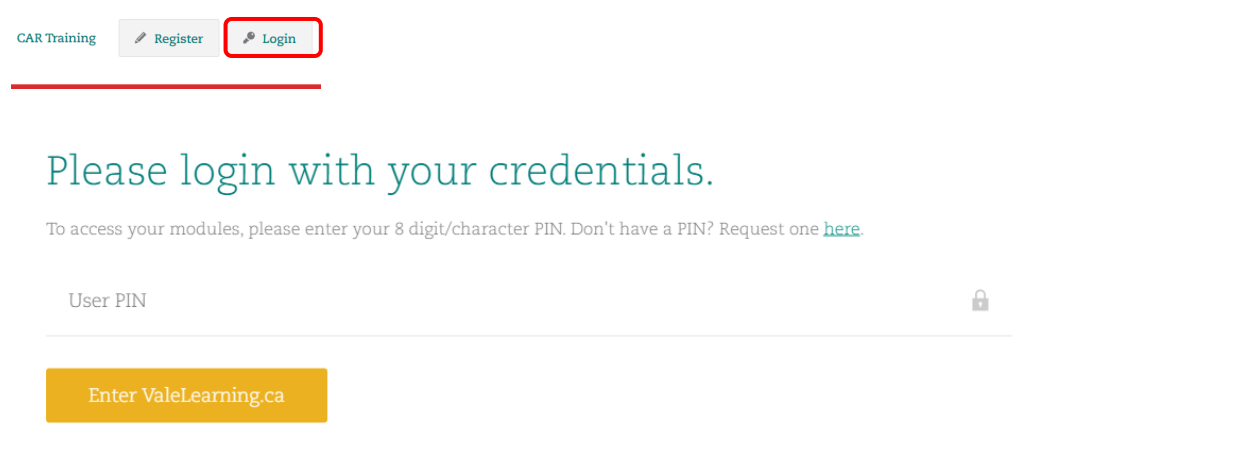 CAR Training Register Login
Please login with your credentials.
To access your modules, please enter your 8 digit/character PIN. Don't have a PIN? Request one here.
User PIN
Enter ValeLearning.ca